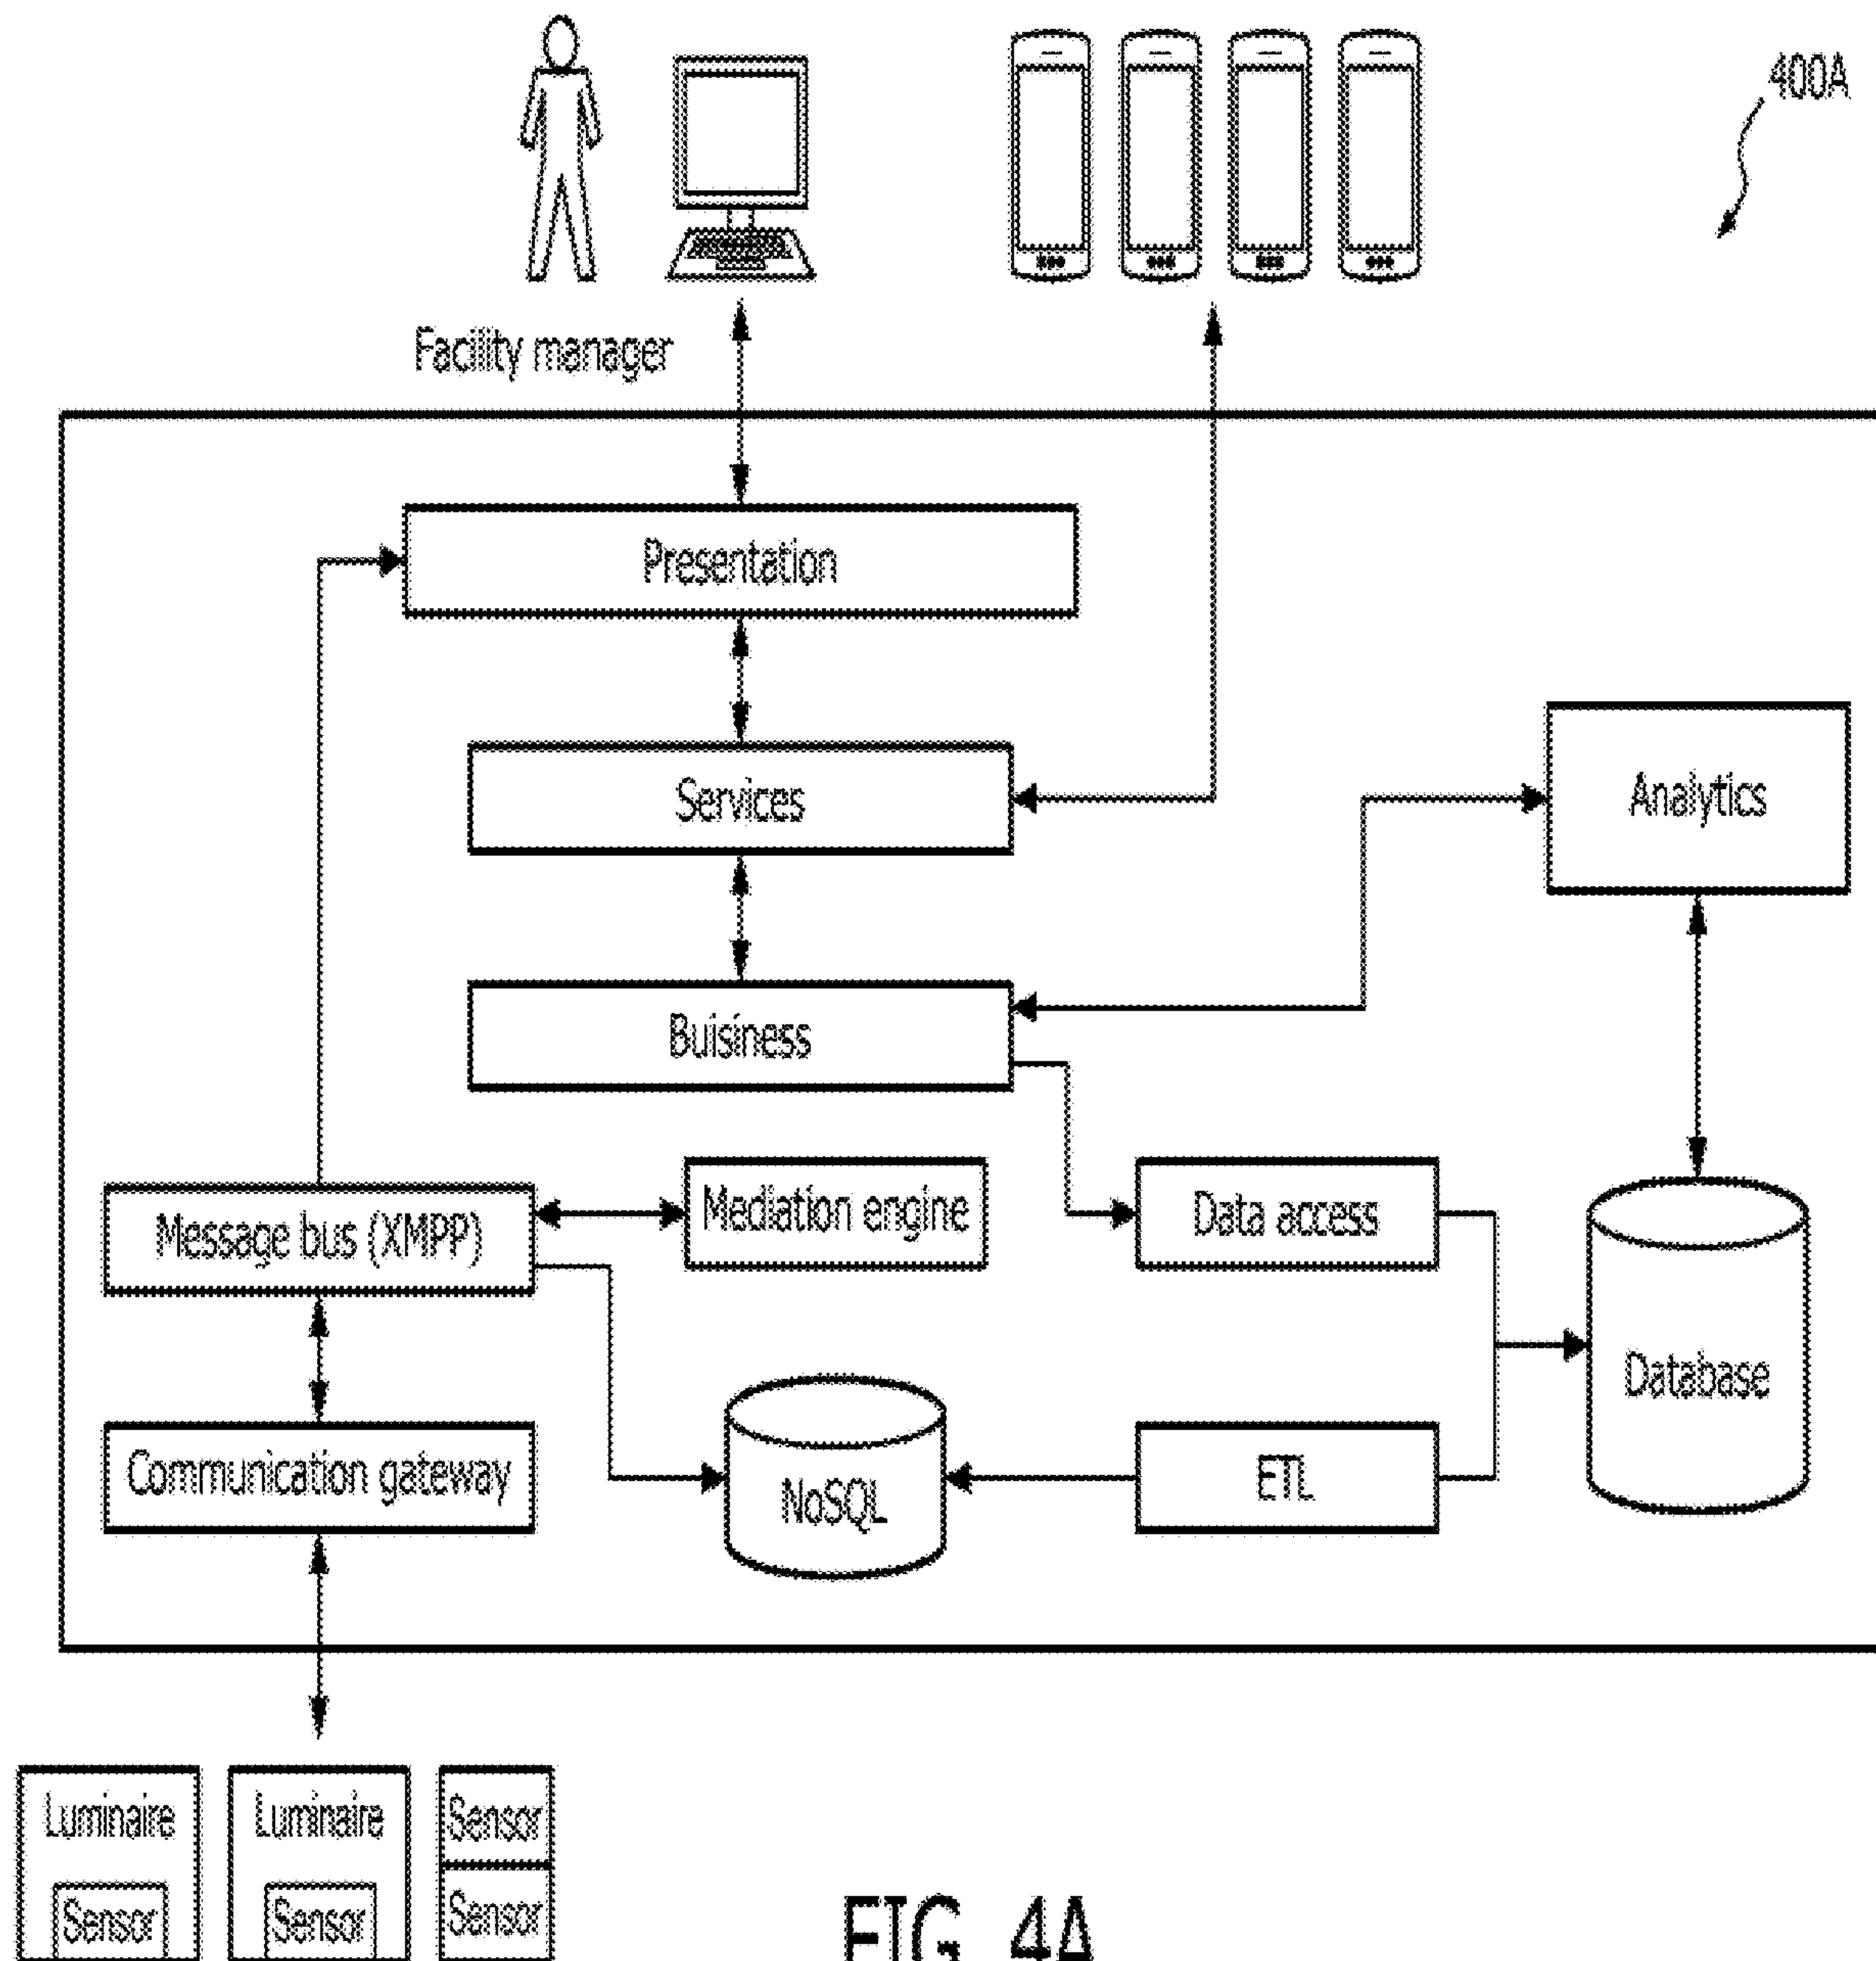 400A
Facility manager
Presentation
Services
Analytics
Buisiness
Mediation engine
Data access
Message bus (XMPP)
Database
Communication gateway
NoSQL
ETL
Luminaire
Luminaire
Sensor
Sensor
Sensor
Sensor
FIG. 4A